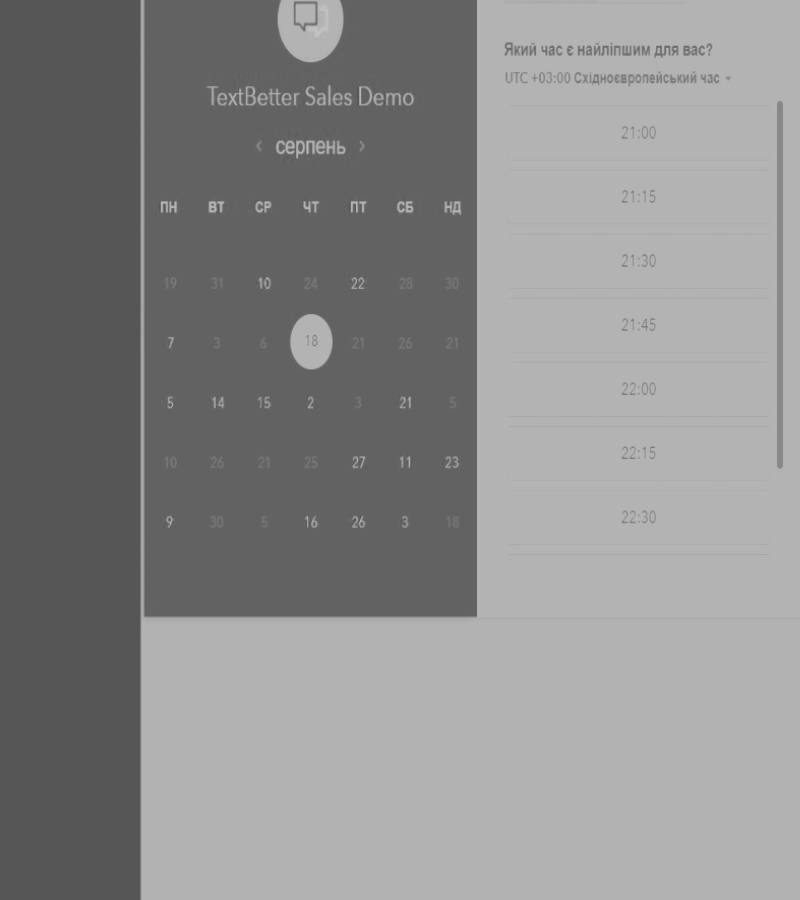 TextBetter Sales Demo
‹ серпень ›
ПН ВТ СР ЧТ ПТ СБ НД
19 31 10 24 22 28 30
7 3 6 18 21 26 21
5 14 15 2 3 21 5
10 26 21 25 27 11 23
9 30 5 16 26 3 18
Який час є найліпшим для вас?
UTC +03:00 Східноєвропейський час
21:00
21:15
21:30
21:45
22:00
22:15
22:30